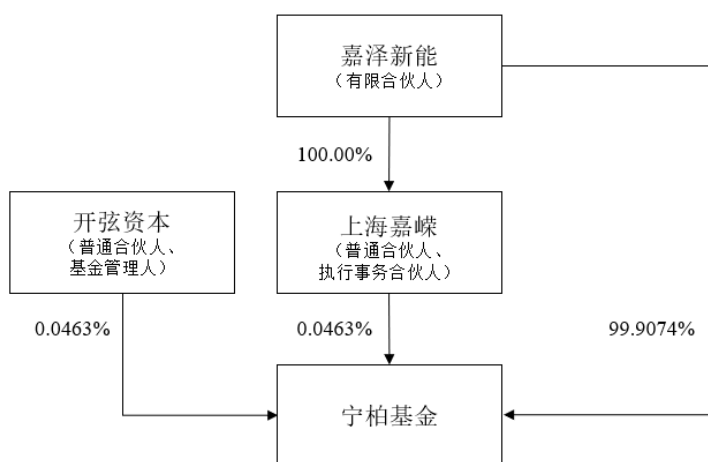 嘉泽新能
（有限合伙人）
100.00%
开弦资本
（普通合伙人、
基金管理人）
上海嘉嵘
（普通合伙人、
执行事务合伙人）
0.0463%
0.0463%
99.9074%
宁柏基金